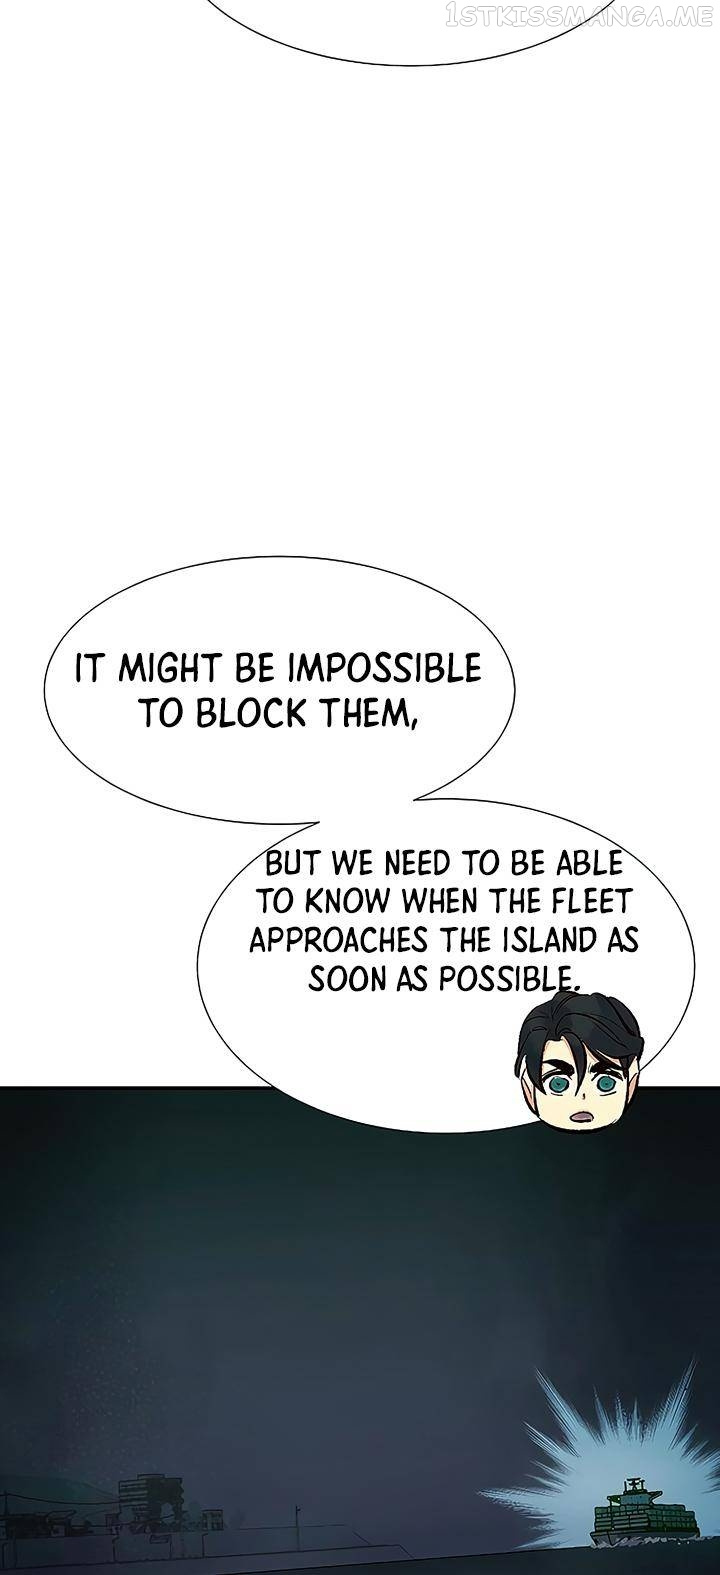 1STKISSMANGA.ME
IT MIGHT BE IMPOSSIBLE
TO BLOCK THEM,
BUT WE NEED TO BE ABLE
TO KNOW WHEN THE FLEET
APPROACHES THE ISLAND AS
SOON AS POSSIBLE.